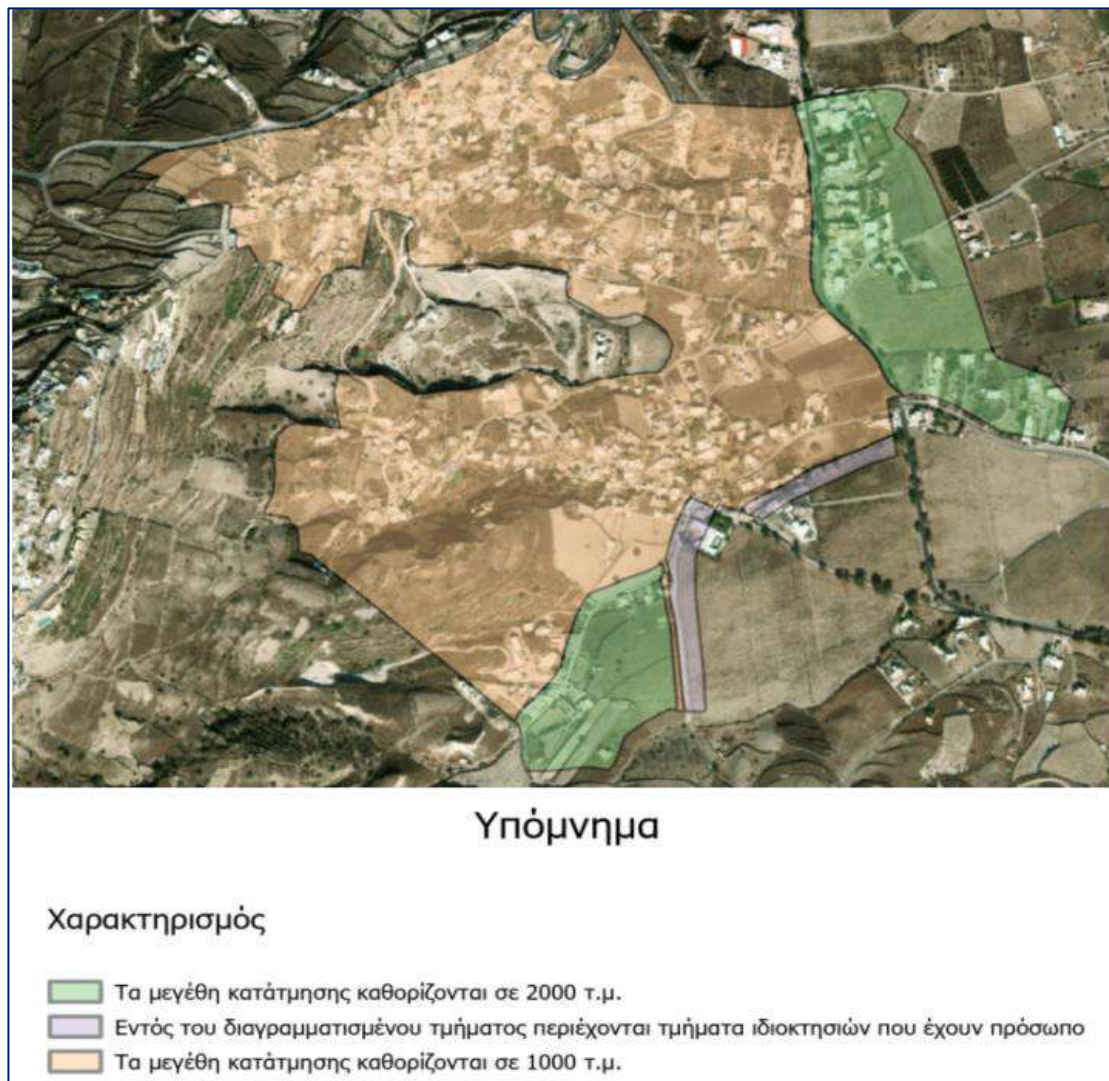 Υπόμνημα
Χαρακτηρισμός
Τα μεγέθη κατάτμησης καθορίζονται σε 2000 τ.μ.
Εντός του διαγραμματισμένου τμήματος περιέχονται τμήματα ιδιοκτησιών που έχουν πρόσωπο
Τα μεγέθη κατάτμησης καθορίζονται σε 1000 τ.μ.